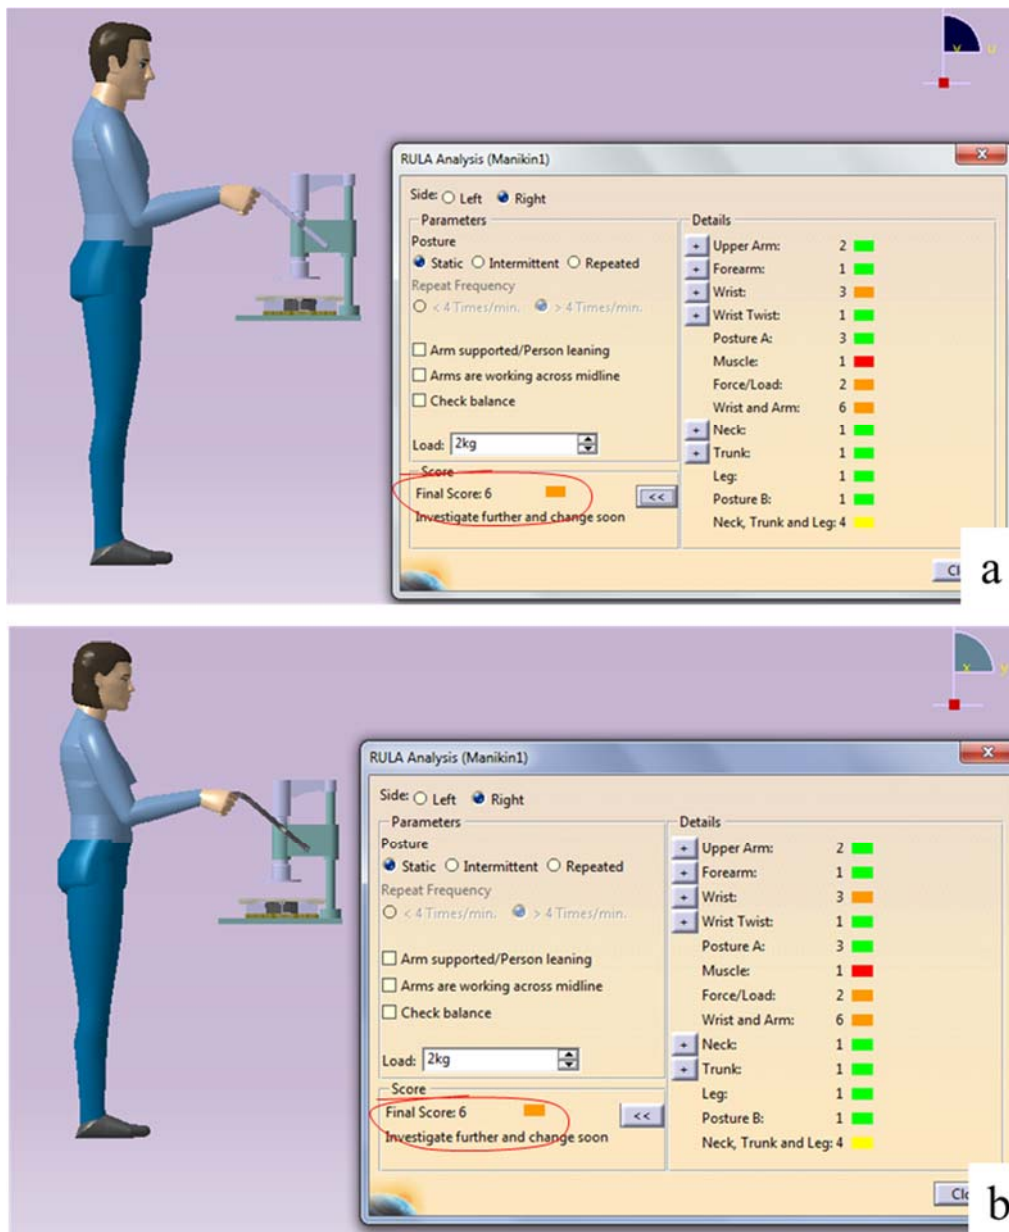 v u
RULA Analysis (Manikin1)
x
Side: Left Right
Parameters
Posture
Static Intermittent Repeated
Repeat Frequency
< 4 Times/min. > 4 Times/min.
Arm supported/Person leaning
Arms are working across midline
Check balance
Load: 2kg
Score
Final Score: 6
<<
Investigate further and change soon
Details
+ Upper Arm: 2
+ Forearm: 1
+ Wrist: 3
+ Wrist Twist: 1
Posture A: 3
Muscle: 1
Force/Load: 2
Wrist and Arm: 6
+ Neck: 1
+ Trunk: 1
Leg: 1
Posture B: 1
Neck, Trunk and Leg: 4
a
x y
RULA Analysis (Manikin1)
x
Side: Left Right
Parameters
Posture
Static Intermittent Repeated
Repeat Frequency
< 4 Times/min. > 4 Times/min.
Arm supported/Person leaning
Arms are working across midline
Check balance
Load: 2kg
Score
Final Score: 6
<<
Investigate further and change soon
Details
+ Upper Arm: 2
+ Forearm: 1
+ Wrist: 3
+ Wrist Twist: 1
Posture A: 3
Muscle: 1
Force/Load: 2
Wrist and Arm: 6
+ Neck: 1
+ Trunk: 1
Leg: 1
Posture B: 1
Neck, Trunk and Leg: 4
b